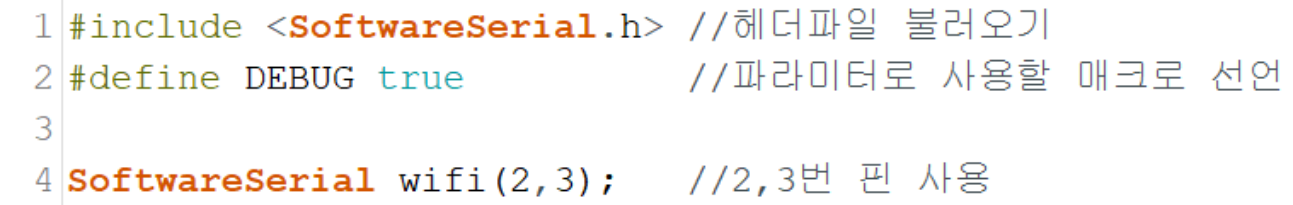 1 #include <SoftwareSerial.h> //헤더파일 불러오기
2 #define DEBUG true //파라미터로 사용할 매크로 선언
3
4 SoftwareSerial wifi(2,3); //2,3번 핀 사용